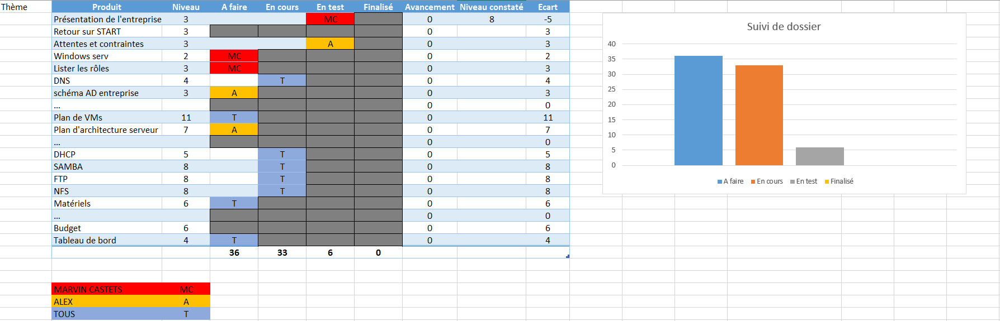 Thème Produit Niveau A faire En cours En test Finalisé Avancement Niveau constaté Ecart
Présentation de l'entreprise 3 MC 0 8 -5
Retour sur START 3 0 3
Attentes et contraintes 3 A 0 3
Windows serv 2 MC 0 2
Lister les rôles 3 MC 0 3
DNS 4 T 0 4
schéma AD entreprise 3 A 0 3
... 0 0
Plan de VMs 11 T 0 11
Plan d'architecture serveur 7 A 0 7
... 0 0
DHCP 5 T 0 5
SAMBA 8 T 0 8
FTP 8 T 0 8
NFS 8 T 0 8
Matériels 6 T 0 6
... 0 0
Budget 6 0 6
Tableau de bord 4 T 0 4
36 33 6 0
MARVIN CASTETS MC
ALEX A
TOUS T
Suivi de dossier
40
35
30
25
20
15
10
5
0
A faire En cours En test Finalisé